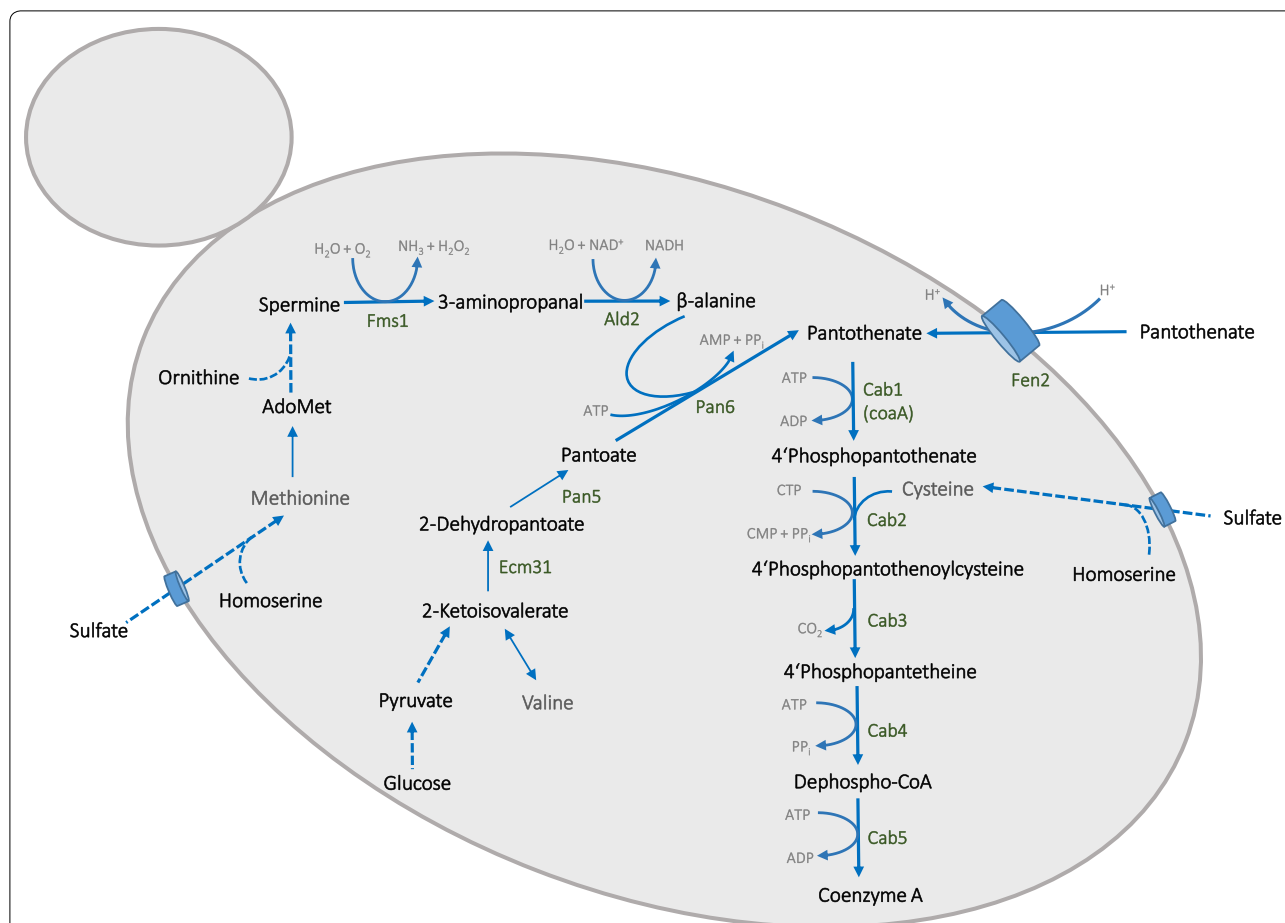 H₂O + O₂
NH₃ + H₂O₂
H₂O + NAD⁺
NADH
Spermine
3-aminopropanal
β-alanine
Fms1
Ald2
H⁺
H⁺
AMP + PPᵢ
Pantothenate
Pantothenate
Fen2
Ornithine
AdoMet
ATP
Pan6
ATP
Cab1
(coaA)
ADP
Pantoate
4‘Phosphopantothenate
Methionine
Pan5
CTP
Cysteine
2-Dehydropantoate
Cab2
CMP + PPᵢ
Sulfate
Ecm31
4‘Phosphopantothenoylcysteine
Homoserine
Homoserine
2-Ketoisovalerate
Sulfate
CO₂
Cab3
4‘Phosphopantetheine
Pyruvate
Valine
ATP
Cab4
PPᵢ
Glucose
Dephospho-CoA
ATP
Cab5
ADP
Coenzyme A